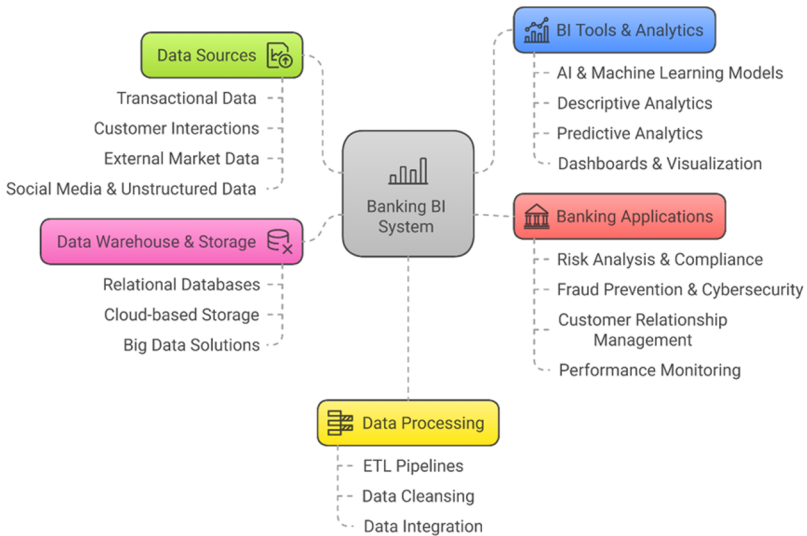 Data Sources
Transactional Data
Customer Interactions
External Market Data
Social Media & Unstructured Data
Data Warehouse & Storage
Relational Databases
Cloud-based Storage
Big Data Solutions
Banking BI
System
BI Tools & Analytics
AI & Machine Learning Models
Descriptive Analytics
Predictive Analytics
Dashboards & Visualization
Banking Applications
Risk Analysis & Compliance
Fraud Prevention & Cybersecurity
Customer Relationship
Management
Performance Monitoring
Data Processing
ETL Pipelines
Data Cleansing
Data Integration